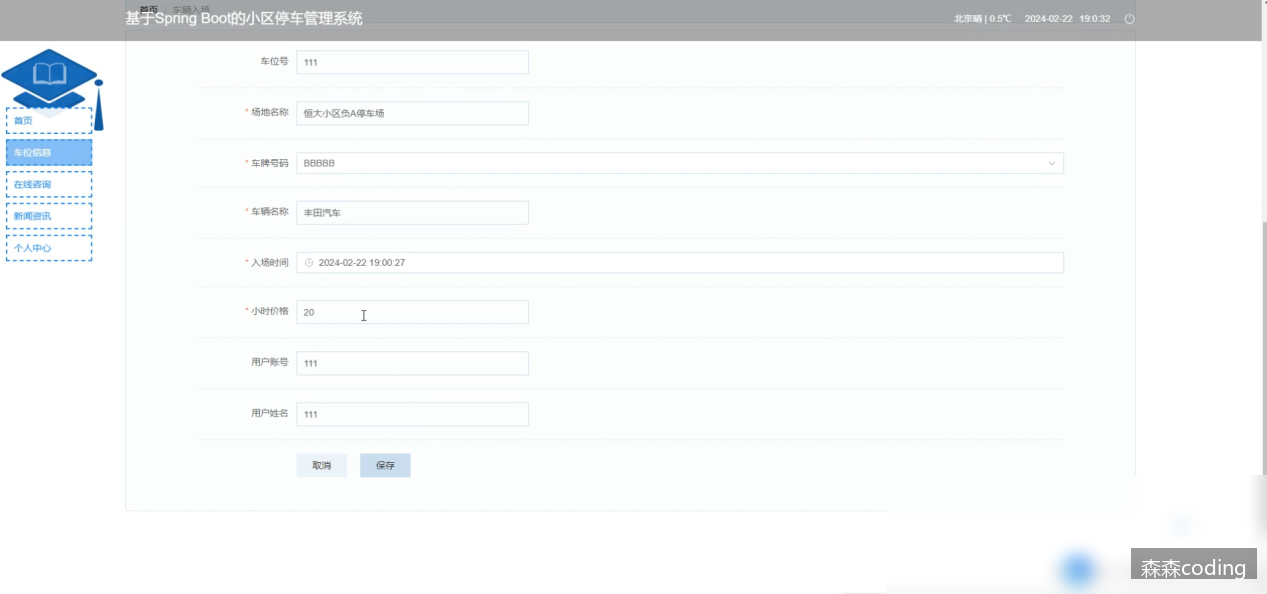 首页 / 车辆入场
基于Spring Boot的小区停车管理系统
北京晴 | 0.5℃ 2024-02-22 19:0:32
首页
车位信息
在线咨询
新闻资讯
个人中心
车位号 111
* 场地名称 恒大小区负A停车场
* 车牌号码 BBBBB
* 车辆名称 丰田汽车
* 入场时间 2024-02-22 19:00:27
* 小时价格 20
用户账号 111
用户姓名 111
取消 保存
森森coding